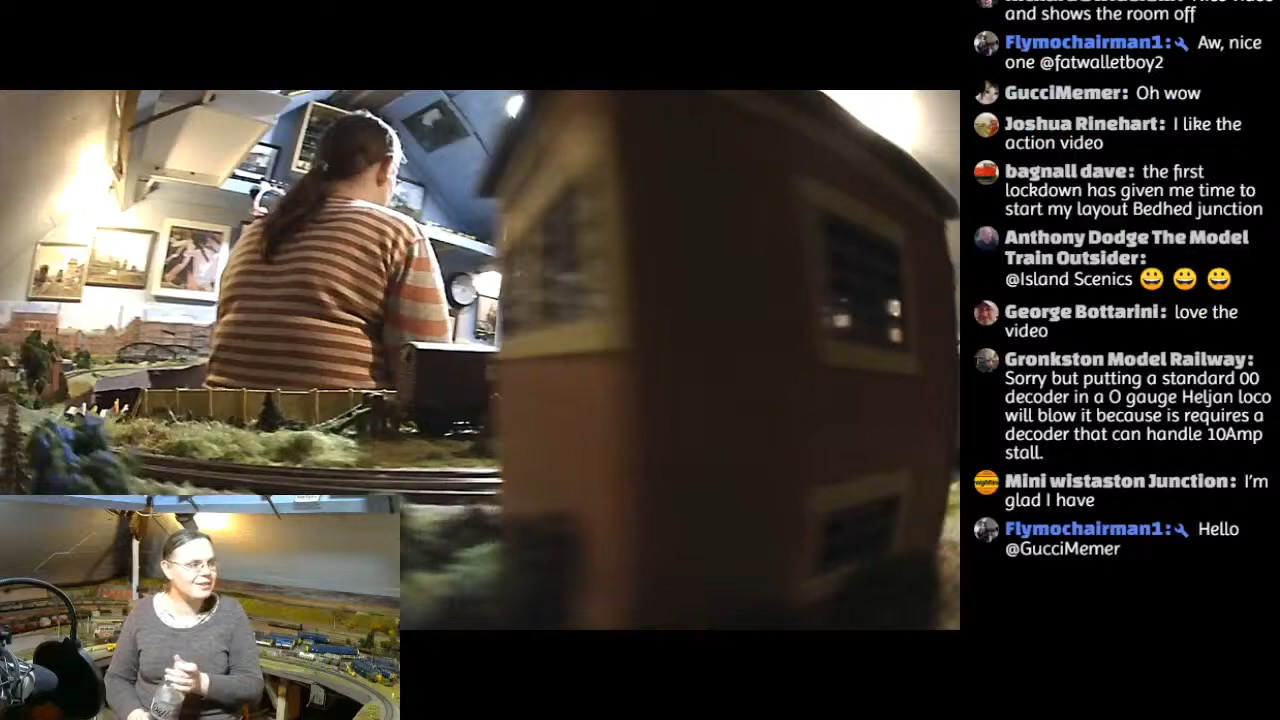 and shows the room off
Flymochairman1: Aw, nice
one @fatwalletboy2
GucciMemer: Oh wow
Joshua Rinehart: I like the
action video
bagnall dave: the first
lockdown has given me time to
start my layout Bedhed junction
Anthony Dodge The Model
Train Outsider:
@Island Scenics 😀 😀 😀
George Bottarini: love the
video
Gronkston Model Railway:
Sorry but putting a standard 00
decoder in a O gauge Heljan loco
will blow it because is requires a
decoder that can handle 10Amp
stall.
Mini wistaston Junction: I'm
glad I have
Flymochairman1: Hello
@GucciMemer